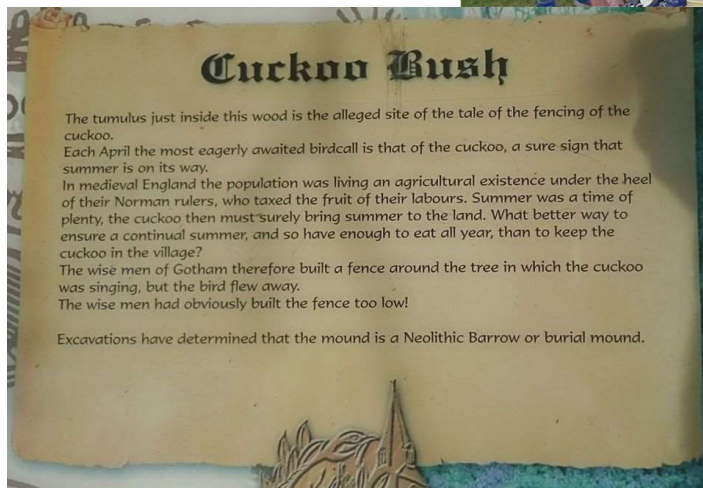 Cuckoo Bush
The tumulus just inside this wood is the alleged site of the tale of the fencing of the
cuckoo.
Each April the most eagerly awaited birdcall is that of the cuckoo, a sure sign that
summer is on its way.
In medieval England the population was living an agricultural existence under the heel
of their Norman rulers, who taxed the fruit of their labours. Summer was a time of
plenty, the cuckoo then must surely bring summer to the land. What better way to
ensure a continual summer, and so have enough to eat all year, than to keep the
cuckoo in the village?
The wise men of Gotham therefore built a fence around the tree in which the cuckoo
was singing, but the bird flew away.
The wise men had obviously built the fence too low!
Excavations have determined that the mound is a Neolithic Barrow or burial mound.